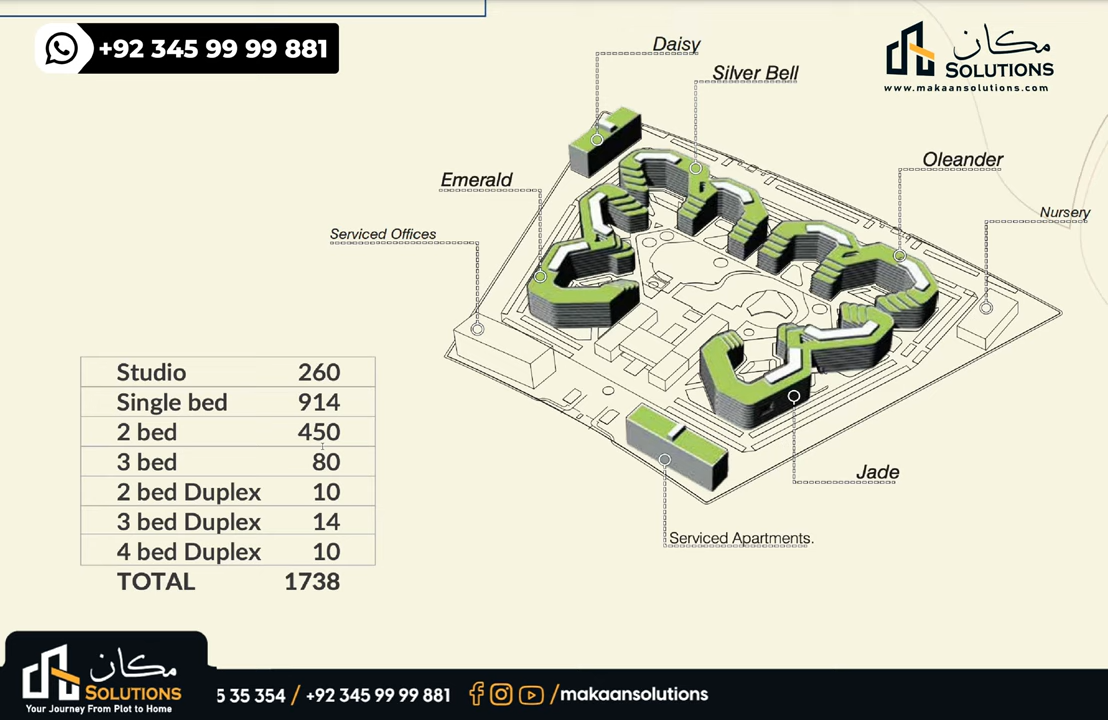 +92 345 99 99 881
مكان
SOLUTIONS
www.makaansolutions.com
Daisy
Silver Bell
Emerald
Oleander
Serviced Offices
Nursery
Jade
Serviced Apartments.
Studio 260
Single bed 914
2 bed 450
3 bed 80
2 bed Duplex 10
3 bed Duplex 14
4 bed Duplex 10
TOTAL 1738
مكان
SOLUTIONS
Your Journey From Plot to Home
5 35 354 / +92 345 99 99 881 /makaansolutions